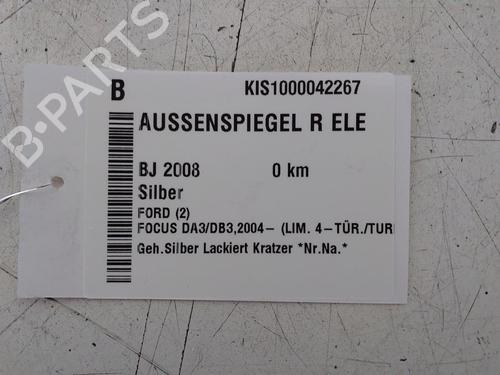 B KIS1000042267
AUSSENSPIEGEL R ELE
BJ 2008 0 km
Silber
FORD (2)
FOCUS DA3/DB3,2004- (LIM. 4-TÜR./TUR
Geh.Silber Lackiert Kratzer *Nr.Na.*
B-PARTS